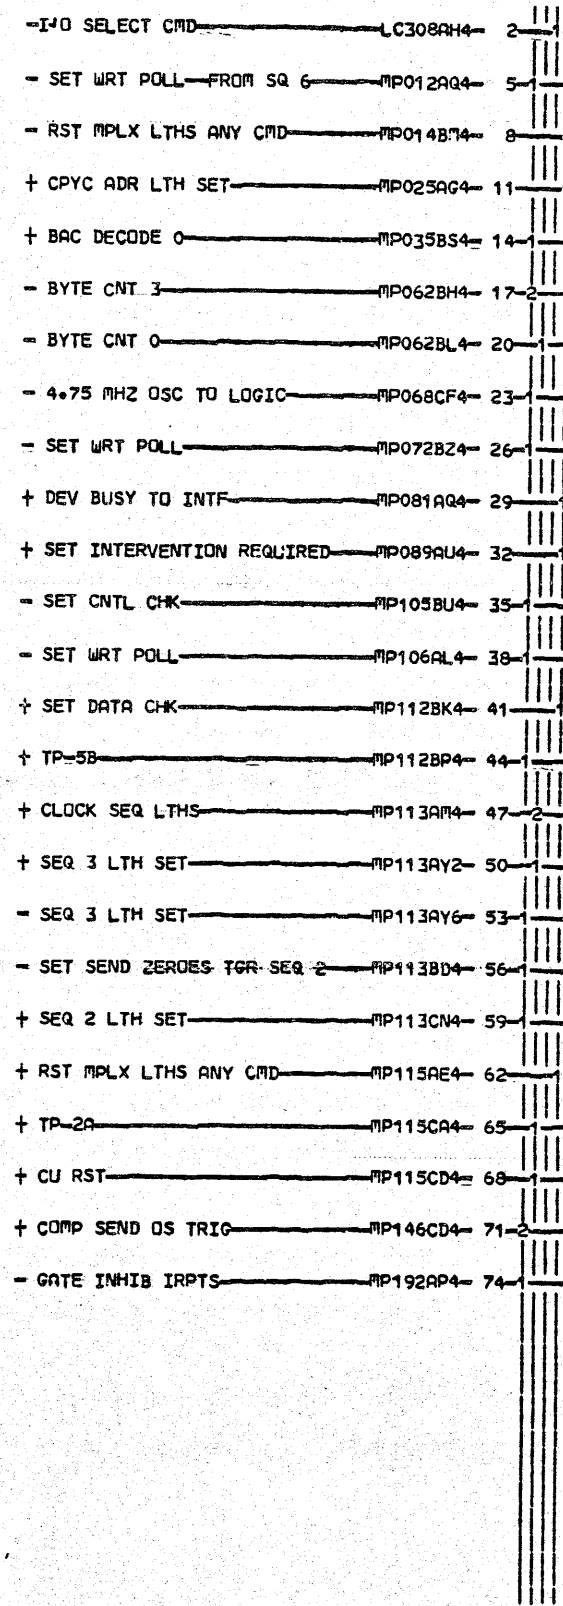 -I/O SELECT CMD LC308AH4- 2 1
- SET WRT POLL FROM SQ 6 MP012AQ4- 5 1
- RST MPLX LTHS ANY CMD MP014BM4- 8
+ CPYC ADR LTH SET MP025AG4- 11
+ BAC DECODE 0 MP035BS4- 14 1
- BYTE CNT 3 MP062BH4- 17 2
- BYTE CNT 0 MP062BL4- 20 1
- 4.75 MHZ OSC TO LOGIC MP068CF4- 23 1
- SET WRT POLL MP072BZ4- 26 1
+ DEV BUSY TO INTF MP081AQ4- 29 1
+ SET INTERVENTION REQUIRED MP089AU4- 32 1
- SET CNTL CHK MP105BU4- 35 1
- SET WRT POLL MP106AL4- 38 1
+ SET DATA CHK MP112BK4- 41 1
+ TP-5B MP112BP4- 44 1
+ CLOCK SEQ LTHS MP113AM4- 47 2
+ SEQ 3 LTH SET MP113AY2- 50 1
- SEQ 3 LTH SET MP113AY6- 53 1
- SET SEND ZEROES TGR SEQ 2 MP113BD4- 56 1
+ SEQ 2 LTH SET MP113CN4- 59 1
+ RST MPLX LTHS ANY CMD MP115AE4- 62 1
+ TP-2A MP115CA4- 65 1
+ CU RST MP115CD4- 68 1
+ COMP SEND OS TRIG MP146CD4- 71 2
- GATE INHIB IRPTS MP192AP4- 74 1